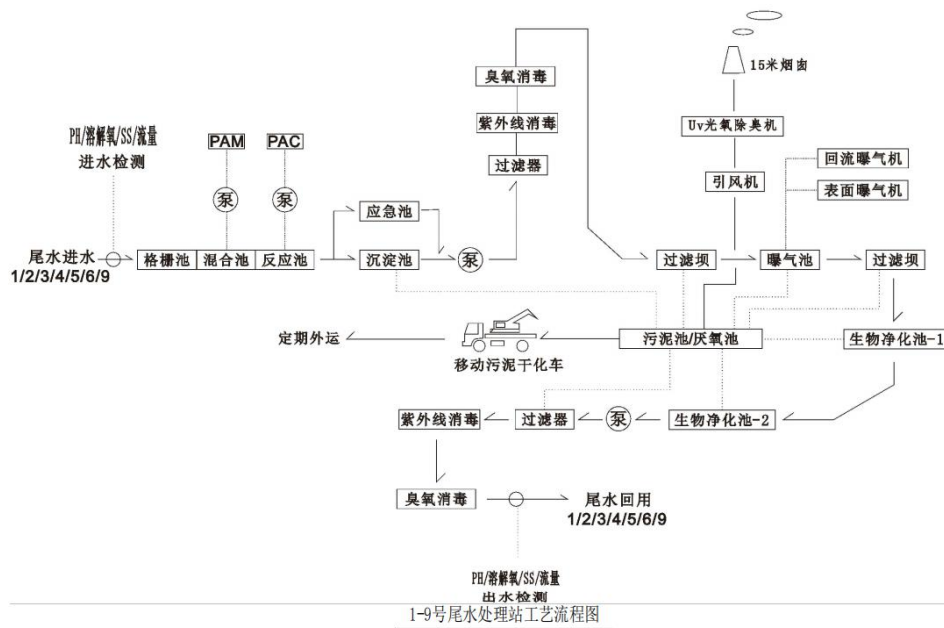 臭氧消毒
15米烟囱
PH/溶解氧/SS/流量
进水检测
PAM
PAC
紫外线消毒
Uv光氧除臭机
过滤器
引风机
回流曝气机
表面曝气机
泵
泵
应急池
尾水进水
1/2/3/4/5/6/9
格栅池
混合池
反应池
沉淀池
泵
过滤坝
曝气池
过滤坝
定期外运
移动污泥干化车
污泥池/厌氧池
生物净化池-1
紫外线消毒
过滤器
泵
生物净化池-2
臭氧消毒
尾水回用
1/2/3/4/5/6/9
PH/溶解氧/SS/流量
出水检测
1-9号尾水处理站工艺流程图